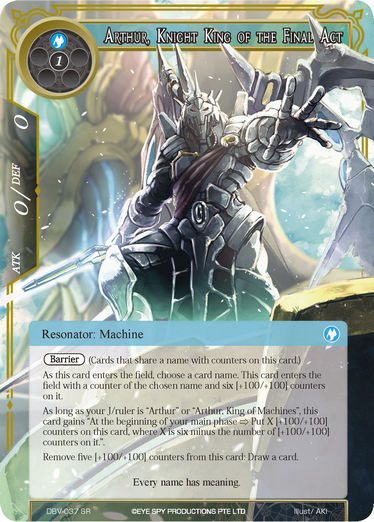 Arthur, Knight King of the Final Act
1
ATK 0/DEF 0
Resonator: Machine
Barrier (Cards that share a name with counters on this card.)
As this card enters the field, choose a card name. This card enters the
field with a counter of the chosen name and six [+100/+100] counters
on it.
As long as your J/ruler is "Arthur" or "Arthur, King of Machines", this
card gains "At the beginning of your main phase ⇨ Put X [+100/+100]
counters on this card, where X is six minus the number of [+100/+100]
counters on it.".
Remove five [+100/+100] counters from this card: Draw a card.
Every name has meaning.
DBV-037 SR ©EYE SPY PRODUCTIONS PTE LTD Illust/ AKI